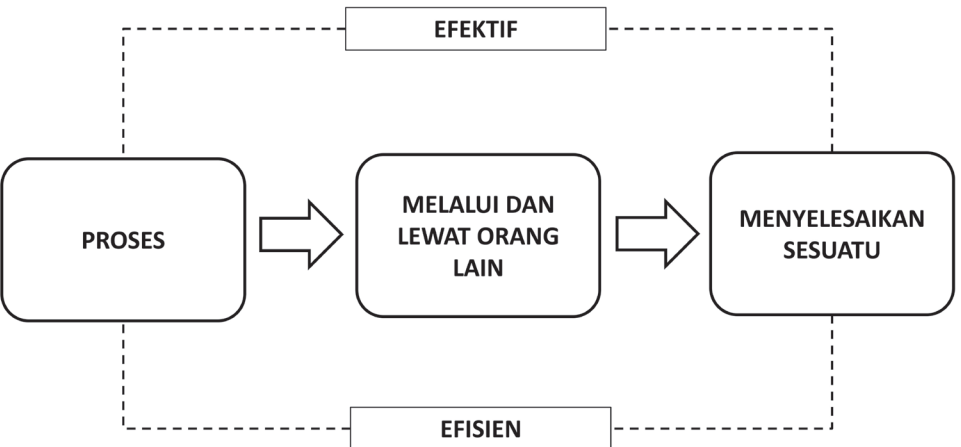 EFEKTIF
PROSES
MELALUI DAN
LEWAT ORANG
LAIN
MENYELESAIKAN
SESUATU
EFISIEN